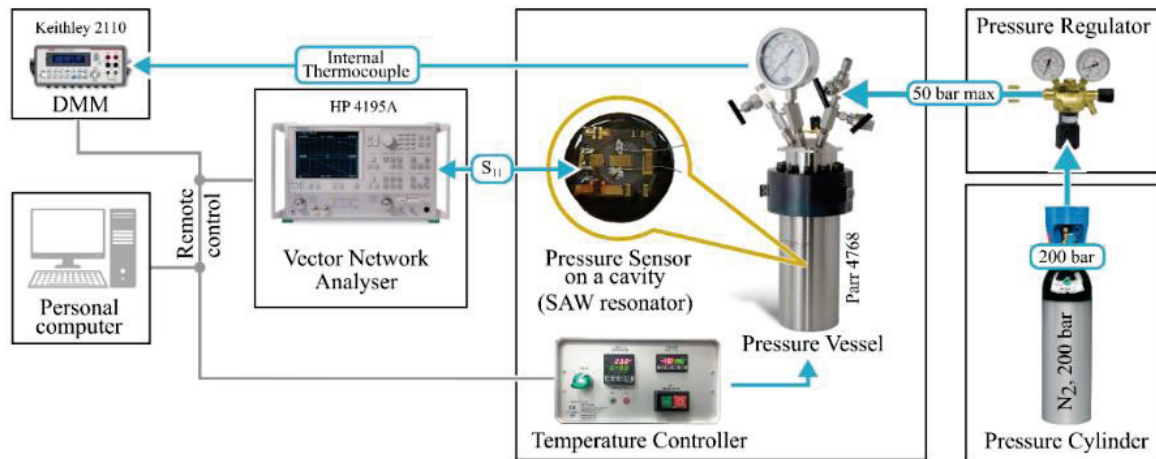 Keithley 2110
DMM
Internal
Thermocouple
HP 4195A
S11
Vector Network
Analyser
Remote
control
Personal
computer
Pressure Sensor
on a cavity
(SAW resonator)
Parr 4768
Pressure Vessel
Temperature Controller
Pressure Regulator
50 bar max
200 bar
N2, 200 bar
Pressure Cylinder